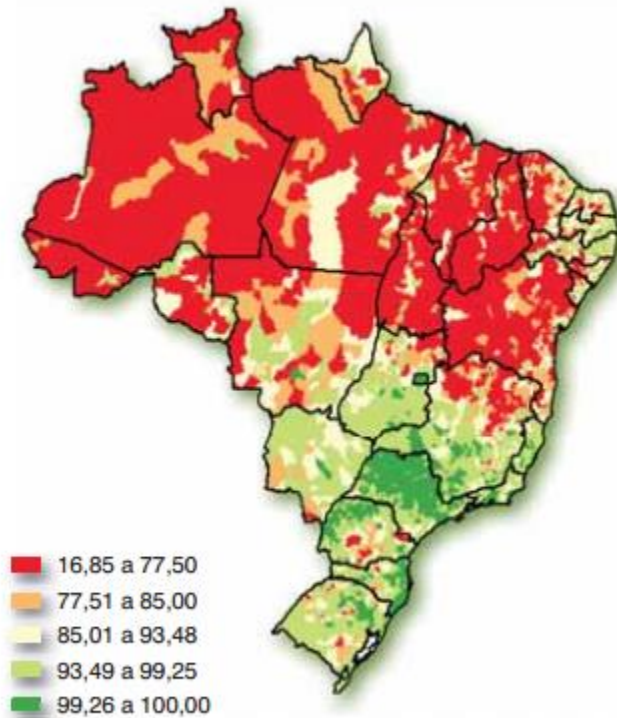 16,85 a 77,50
77,51 a 85,00
85,01 a 93,48
93,49 a 99,25
99,26 a 100,00